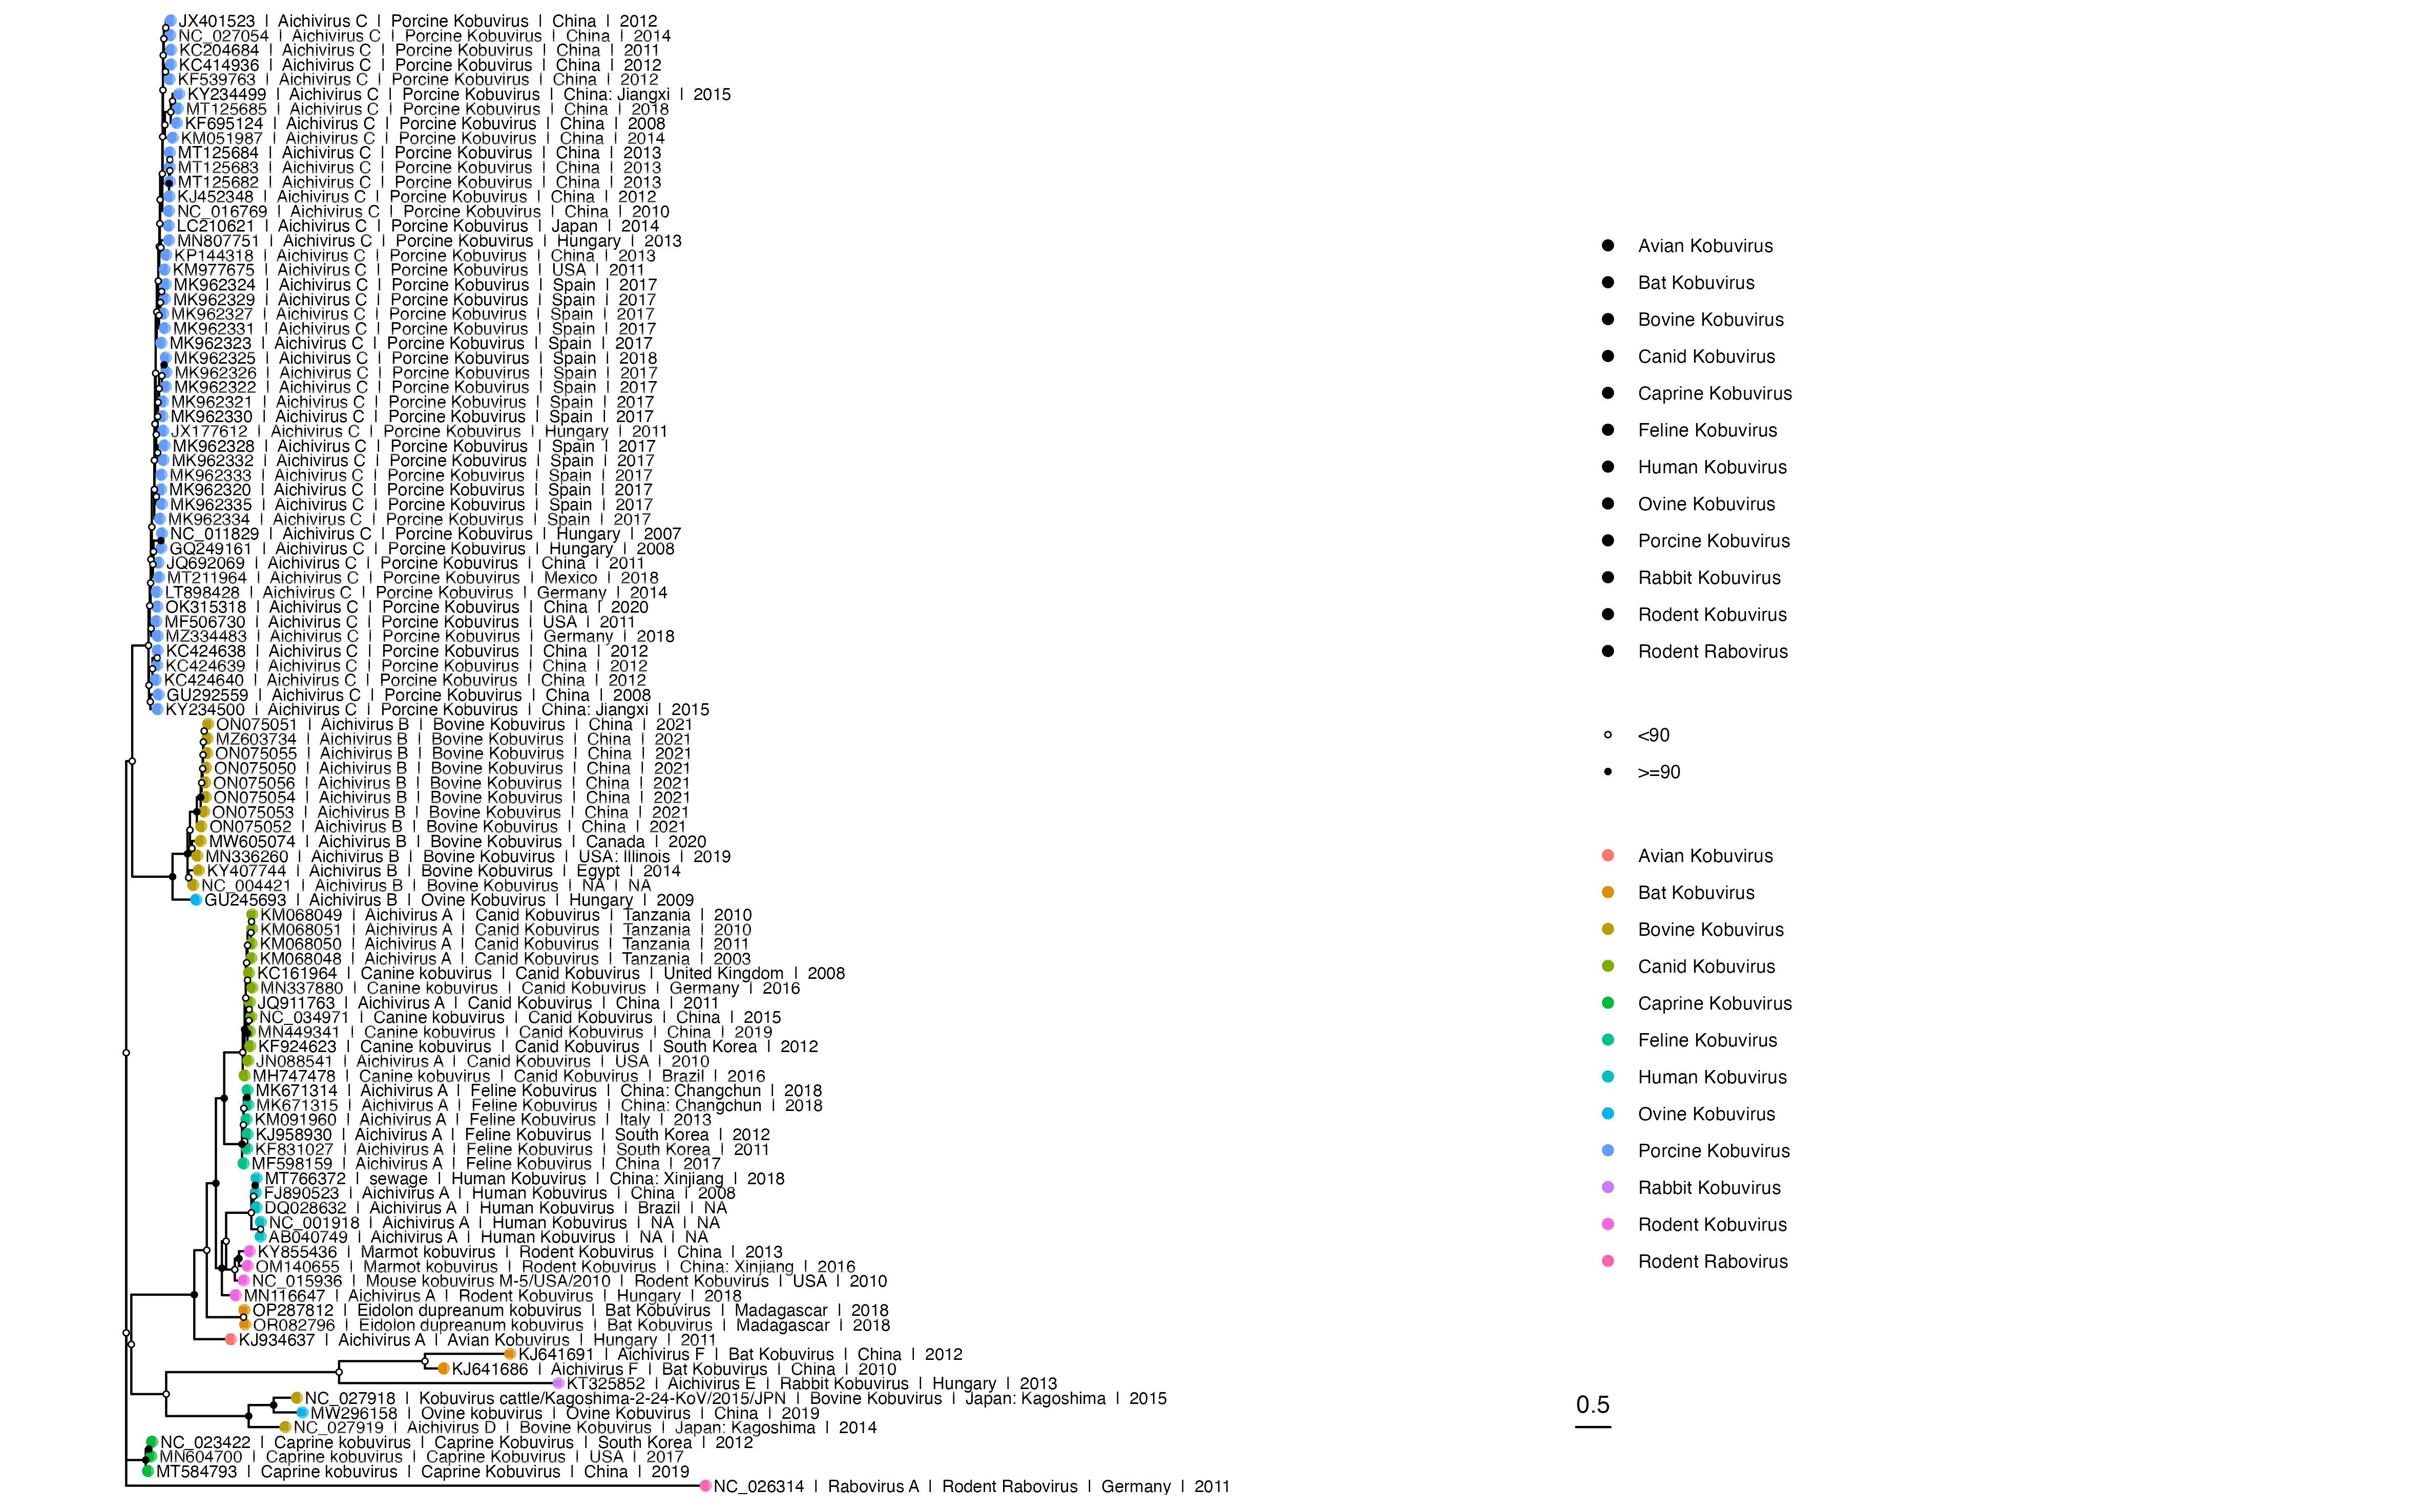 JX401523 | Aichivirus C | Porcine Kobuvirus | China | 2012
NC_027054 | Aichivirus C | Porcine Kobuvirus | China | 2014
KC204684 | Aichivirus C | Porcine Kobuvirus | China | 2011
KC414936 | Aichivirus C | Porcine Kobuvirus | China | 2012
KF539763 | Aichivirus C | Porcine Kobuvirus | China | 2012
KY234499 | Aichivirus C | Porcine Kobuvirus | China: Jiangxi | 2015
MT125685 | Aichivirus C | Porcine Kobuvirus | China | 2018
KF695124 | Aichivirus C | Porcine Kobuvirus | China | 2008
KM051987 | Aichivirus C | Porcine Kobuvirus | China | 2014
MT125684 | Aichivirus C | Porcine Kobuvirus | China | 2013
MT125683 | Aichivirus C | Porcine Kobuvirus | China | 2013
MT125682 | Aichivirus C | Porcine Kobuvirus | China | 2013
KJ452348 | Aichivirus C | Porcine Kobuvirus | China | 2012
NC_016769 | Aichivirus C | Porcine Kobuvirus | China | 2010
LC210621 | Aichivirus C | Porcine Kobuvirus | Japan | 2014
MN807751 | Aichivirus C | Porcine Kobuvirus | Hungary | 2013
KP144318 | Aichivirus C | Porcine Kobuvirus | China | 2013
KM977675 | Aichivirus C | Porcine Kobuvirus | USA | 2011
MK962324 | Aichivirus C | Porcine Kobuvirus | Spain | 2017
MK962329 | Aichivirus C | Porcine Kobuvirus | Spain | 2017
MK962327 | Aichivirus C | Porcine Kobuvirus | Spain | 2017
MK962331 | Aichivirus C | Porcine Kobuvirus | Spain | 2017
MK962323 | Aichivirus C | Porcine Kobuvirus | Spain | 2017
MK962325 | Aichivirus C | Porcine Kobuvirus | Spain | 2018
MK962326 | Aichivirus C | Porcine Kobuvirus | Spain | 2017
MK962322 | Aichivirus C | Porcine Kobuvirus | Spain | 2017
MK962321 | Aichivirus C | Porcine Kobuvirus | Spain | 2017
MK962330 | Aichivirus C | Porcine Kobuvirus | Spain | 2017
JX177612 | Aichivirus C | Porcine Kobuvirus | Hungary | 2011
MK962328 | Aichivirus C | Porcine Kobuvirus | Spain | 2017
MK962332 | Aichivirus C | Porcine Kobuvirus | Spain | 2017
MK962333 | Aichivirus C | Porcine Kobuvirus | Spain | 2017
MK962320 | Aichivirus C | Porcine Kobuvirus | Spain | 2017
MK962335 | Aichivirus C | Porcine Kobuvirus | Spain | 2017
MK962334 | Aichivirus C | Porcine Kobuvirus | Spain | 2017
NC_011829 | Aichivirus C | Porcine Kobuvirus | Hungary | 2007
GQ249161 | Aichivirus C | Porcine Kobuvirus | Hungary | 2008
JQ692069 | Aichivirus C | Porcine Kobuvirus | China | 2011
MT211964 | Aichivirus C | Porcine Kobuvirus | Mexico | 2018
LT898428 | Aichivirus C | Porcine Kobuvirus | Germany | 2014
OK315318 | Aichivirus C | Porcine Kobuvirus | China | 2020
MF506730 | Aichivirus C | Porcine Kobuvirus | USA | 2011
MZ334483 | Aichivirus C | Porcine Kobuvirus | Germany | 2018
KC424638 | Aichivirus C | Porcine Kobuvirus | China | 2012
KC424639 | Aichivirus C | Porcine Kobuvirus | China | 2012
KC424640 | Aichivirus C | Porcine Kobuvirus | China | 2012
GU292559 | Aichivirus C | Porcine Kobuvirus | China | 2008
KY234500 | Aichivirus C | Porcine Kobuvirus | China: Jiangxi | 2015
ON075051 | Aichivirus B | Bovine Kobuvirus | China | 2021
MZ603734 | Aichivirus B | Bovine Kobuvirus | China | 2021
ON075055 | Aichivirus B | Bovine Kobuvirus | China | 2021
ON075050 | Aichivirus B | Bovine Kobuvirus | China | 2021
ON075056 | Aichivirus B | Bovine Kobuvirus | China | 2021
ON075054 | Aichivirus B | Bovine Kobuvirus | China | 2021
ON075053 | Aichivirus B | Bovine Kobuvirus | China | 2021
ON075052 | Aichivirus B | Bovine Kobuvirus | China | 2021
MW605074 | Aichivirus B | Bovine Kobuvirus | Canada | 2020
MN336260 | Aichivirus B | Bovine Kobuvirus | USA: Illinois | 2019
KY407744 | Aichivirus B | Bovine Kobuvirus | Egypt | 2014
NC_004421 | Aichivirus B | Bovine Kobuvirus | NA | NA
GU245693 | Aichivirus B | Ovine Kobuvirus | Hungary | 2009
KM068049 | Aichivirus A | Canid Kobuvirus | Tanzania | 2010
KM068051 | Aichivirus A | Canid Kobuvirus | Tanzania | 2010
KM068050 | Aichivirus A | Canid Kobuvirus | Tanzania | 2011
KM068048 | Aichivirus A | Canid Kobuvirus | Tanzania | 2003
KC161964 | Canine kobuvirus | Canid Kobuvirus | United Kingdom | 2008
MN337880 | Canine kobuvirus | Canid Kobuvirus | Germany | 2016
JQ911763 | Aichivirus A | Canid Kobuvirus | China | 2011
NC_034971 | Canine kobuvirus | Canid Kobuvirus | China | 2015
MN449341 | Canine kobuvirus | Canid Kobuvirus | China | 2019
KF924623 | Canine kobuvirus | Canid Kobuvirus | South Korea | 2012
JN088541 | Aichivirus A | Canid Kobuvirus | USA | 2010
MH747478 | Canine kobuvirus | Canid Kobuvirus | Brazil | 2016
MK671314 | Aichivirus A | Feline Kobuvirus | China: Changchun | 2018
MK671315 | Aichivirus A | Feline Kobuvirus | China: Changchun | 2018
KM091960 | Aichivirus A | Feline Kobuvirus | Italy | 2013
KJ958930 | Aichivirus A | Feline Kobuvirus | South Korea | 2012
KF831027 | Aichivirus A | Feline Kobuvirus | South Korea | 2011
MF598159 | Aichivirus A | Feline Kobuvirus | China | 2017
MT766372 | sewage | Human Kobuvirus | China: Xinjiang | 2018
FJ890523 | Aichivirus A | Human Kobuvirus | China | 2008
DQ028632 | Aichivirus A | Human Kobuvirus | Brazil | NA
NC_001918 | Aichivirus A | Human Kobuvirus | NA | NA
AB040749 | Aichivirus A | Human Kobuvirus | NA | NA
KY855436 | Marmot kobuvirus | Rodent Kobuvirus | China | 2013
OM140655 | Marmot kobuvirus | Rodent Kobuvirus | China: Xinjiang | 2016
NC_015936 | Mouse kobuvirus M-5/USA/2010 | Rodent Kobuvirus | USA | 2010
MN116647 | Aichivirus A | Rodent Kobuvirus | Hungary | 2018
OP287812 | Eidolon dupreanum kobuvirus | Bat Kobuvirus | Madagascar | 2018
OR082796 | Eidolon dupreanum kobuvirus | Bat Kobuvirus | Madagascar | 2018
KJ934637 | Aichivirus A | Avian Kobuvirus | Hungary | 2011
KJ641691 | Aichivirus F | Bat Kobuvirus | China | 2012
KJ641686 | Aichivirus F | Bat Kobuvirus | China | 2010
KT325852 | Aichivirus E | Rabbit Kobuvirus | Hungary | 2013
NC_027918 | Kobuvirus cattle/Kagoshima-2-24-KoV/2015/JPN | Bovine Kobuvirus | Japan: Kagoshima | 2015
MW296158 | Ovine kobuvirus | Ovine Kobuvirus | China | 2019
NC_027919 | Aichivirus D | Bovine Kobuvirus | Japan: Kagoshima | 2014
NC_023422 | Caprine kobuvirus | Caprine Kobuvirus | South Korea | 2012
MN604700 | Caprine kobuvirus | Caprine Kobuvirus | USA | 2017
MT584793 | Caprine kobuvirus | Caprine Kobuvirus | China | 2019
NC_026314 | Rabovirus A | Rodent Rabovirus | Germany | 2011
Avian Kobuvirus
Bat Kobuvirus
Bovine Kobuvirus
Canid Kobuvirus
Caprine Kobuvirus
Feline Kobuvirus
Human Kobuvirus
Ovine Kobuvirus
Porcine Kobuvirus
Rabbit Kobuvirus
Rodent Kobuvirus
Rodent Rabovirus
<90
>=90
Avian Kobuvirus
Bat Kobuvirus
Bovine Kobuvirus
Canid Kobuvirus
Caprine Kobuvirus
Feline Kobuvirus
Human Kobuvirus
Ovine Kobuvirus
Porcine Kobuvirus
Rabbit Kobuvirus
Rodent Kobuvirus
Rodent Rabovirus
0.5